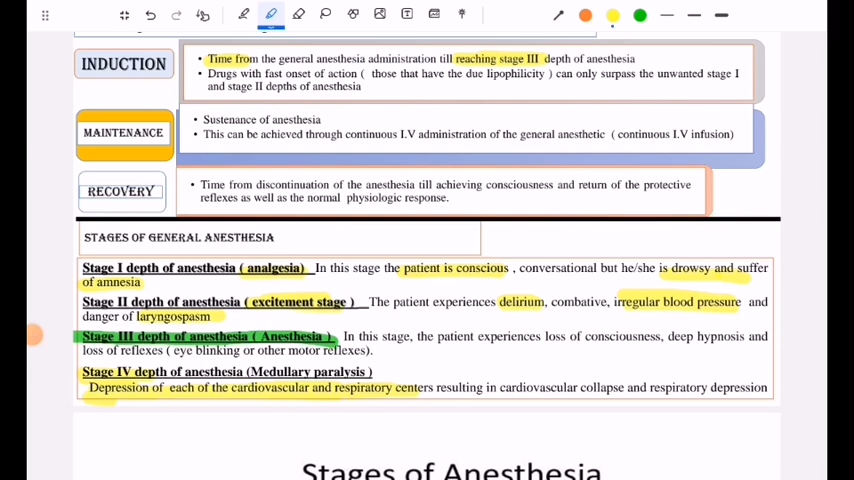 INDUCTION
• Time from the general anesthesia administration till reaching stage III depth of anesthesia
• Drugs with fast onset of action ( those that have the due lipophility ) can only surpass the unwanted stage I
and stage II depths of anesthesia
MAINTENANCE
• Sustenance of anesthesia
• This can be achieved through continuous I.V administration of the general anesthetic ( continuous I.V infusion)
RECOVERY
• Time from discontinuation of the anesthesia till achieving consciousness and return of the protective
reflexes as well as the normal physiologic response.
STAGES OF GENERAL ANESTHESIA
Stage I depth of anesthesia ( analgesia) In this stage the patient is conscious , conversational but he/she is drowsy and suffer
of amnesia
Stage II depth of anesthesia ( excitement stage ) The patient experiences delirium, combative, irregular blood pressure and
danger of laryngospasm
Stage III depth of anesthesia ( Anesthesia ) In this stage, the patient experiences loss of consciousness, deep hypnosis and
loss of reflexes ( eye blinking or other motor reflexes).
Stage IV depth of anesthesia (Medullary paralysis )
Depression of each of the cardiovascular and respiratory centers resulting in cardiovascular collapse and respiratory depression
Stages of Anesthesia